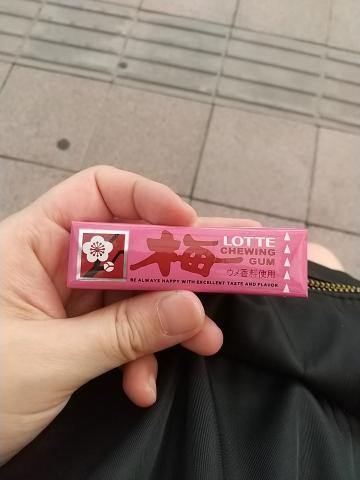 梅
LOTTE
CHEWING
GUM
ウメ香料使用
BE ALWAYS HAPPY WITH EXCELLENT TASTE AND FLAVOR